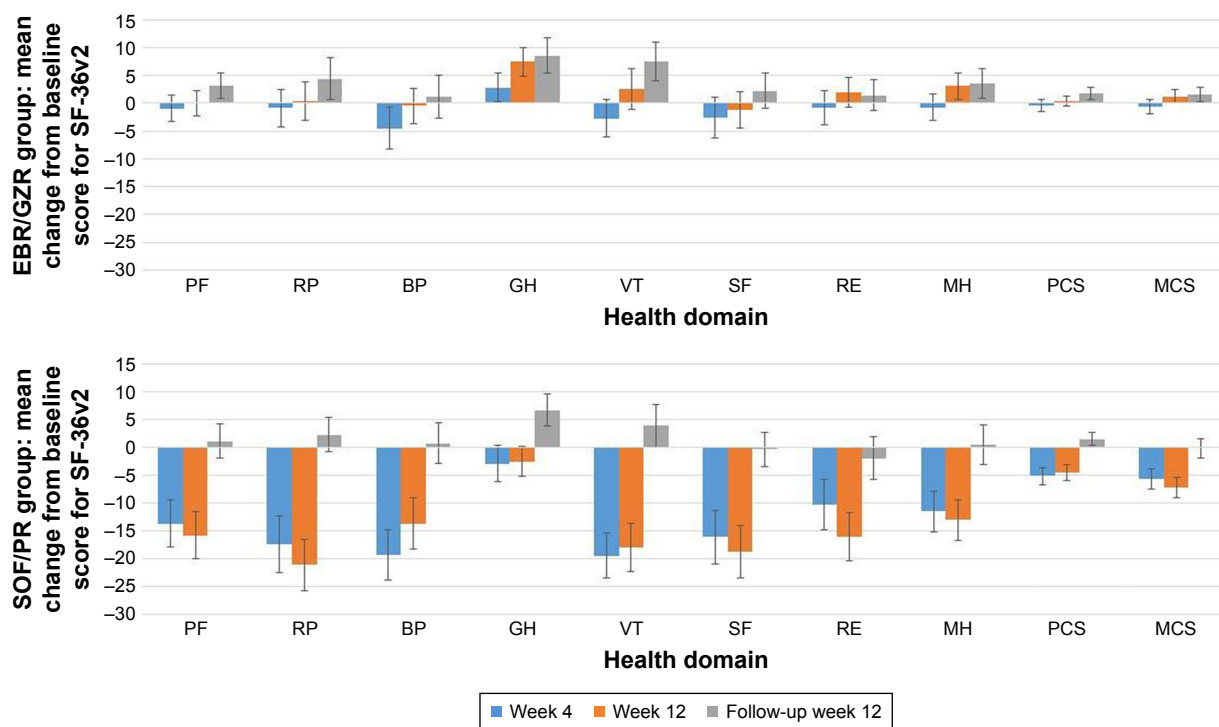 EBR/GZR group: mean
change from baseline
score for SF-36v2
15
10
5
0
–5
–10
–15
–20
–25
–30
PF RP BP GH VT SF RE MH PCS MCS
Health domain
SOF/PR group: mean
change from baseline
score for SF-36v2
15
10
5
0
–5
–10
–15
–20
–25
–30
PF RP BP GH VT SF RE MH PCS MCS
Health domain
Week 4 Week 12 Follow-up week 12